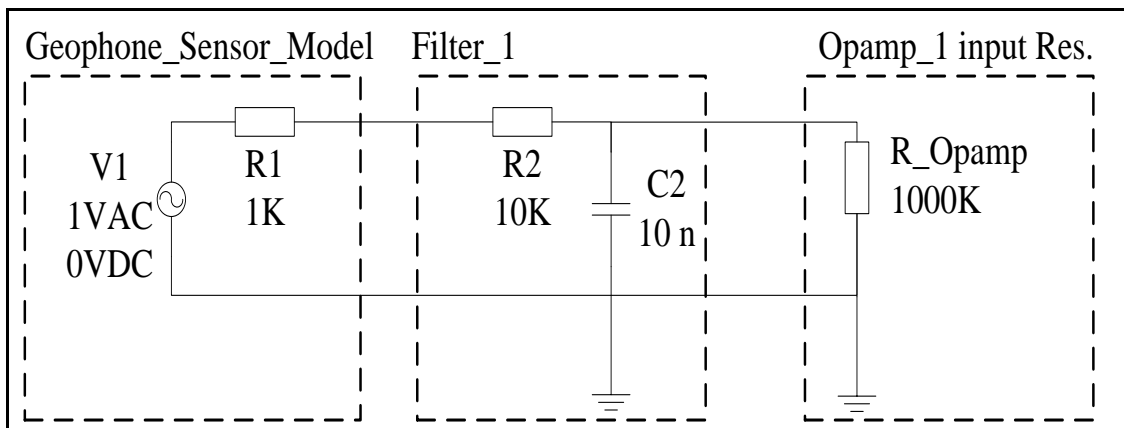 Geophone_Sensor_Model
Filter_1
Opamp_1 input Res.
V1
1VAC
0VDC
R1
1K
R2
10K
C2
10 n
R_Opamp
1000K